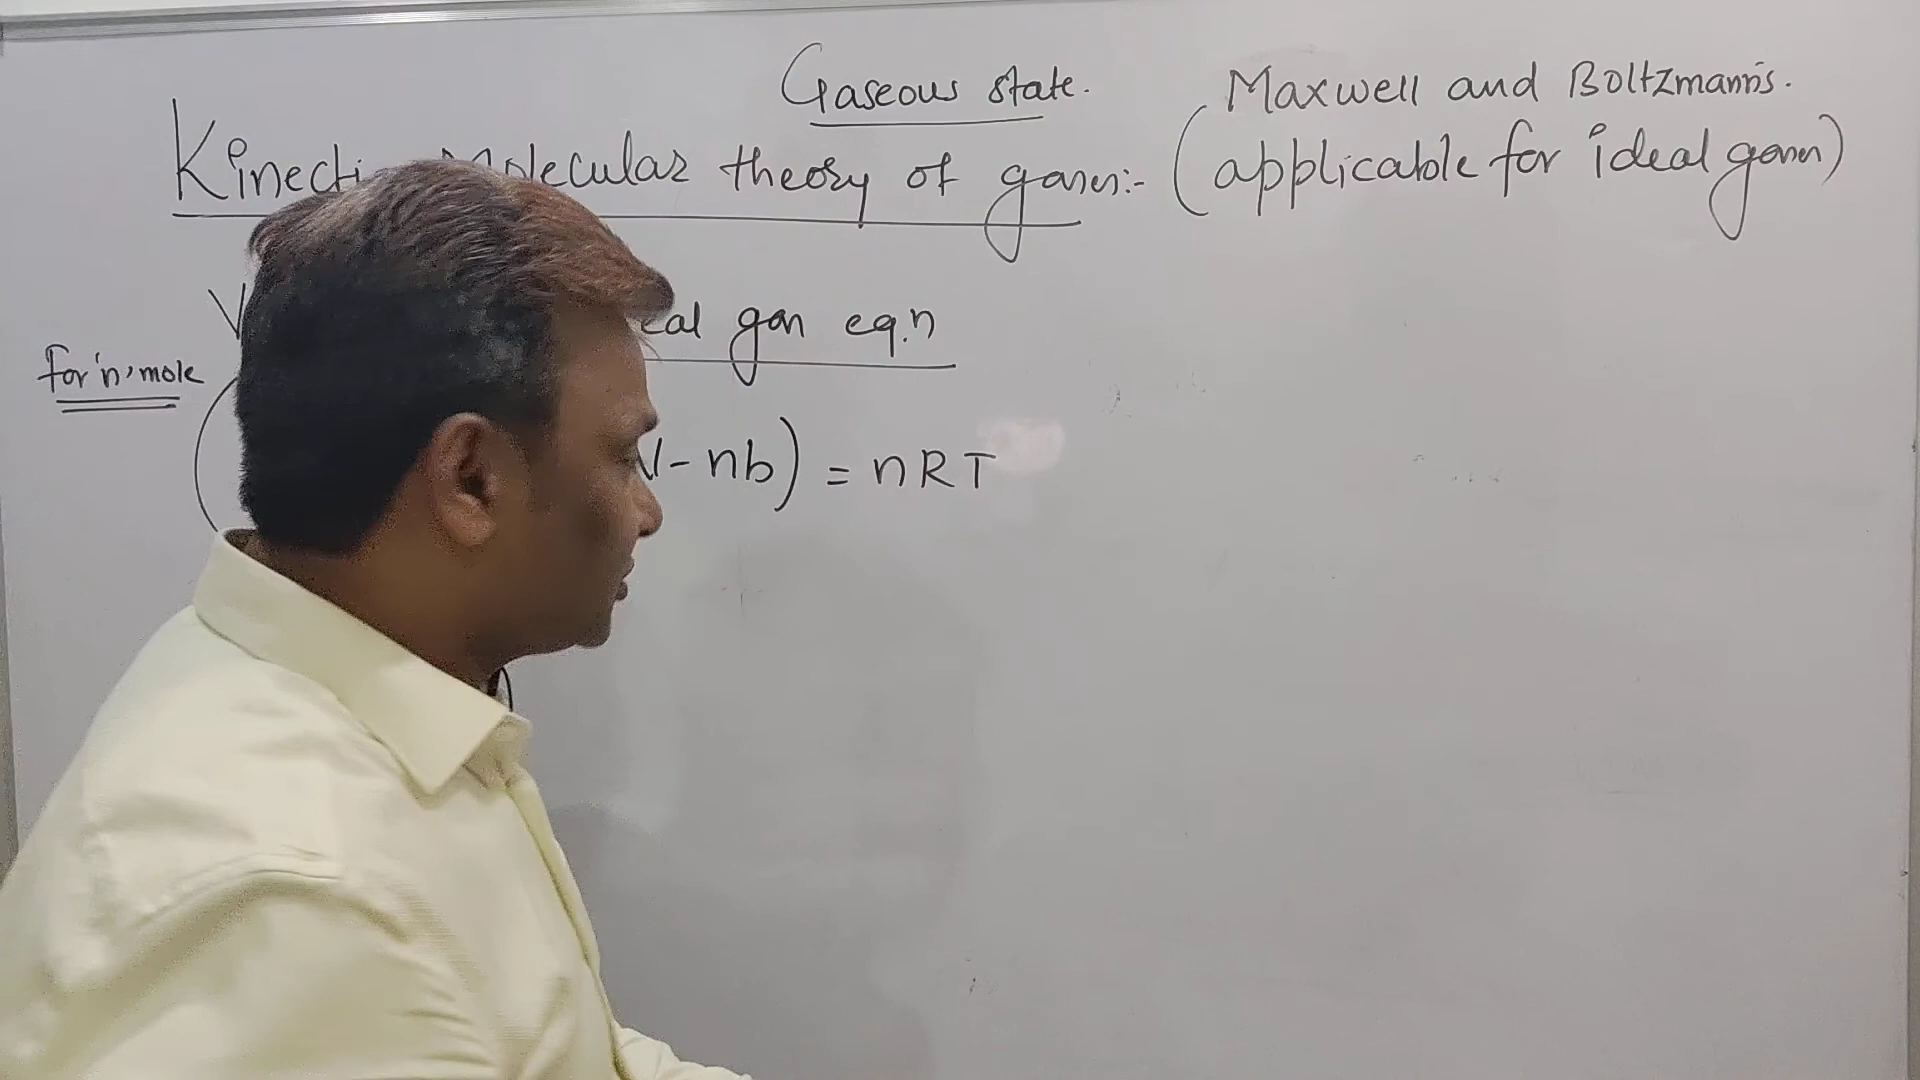 Gaseous state.
Maxwell and Boltzmann's.
Kinecti Molecular theory of gases:- (applicable for ideal gases)
V eal gas eq.n
for 'n' mole
( V-nb) = nRT